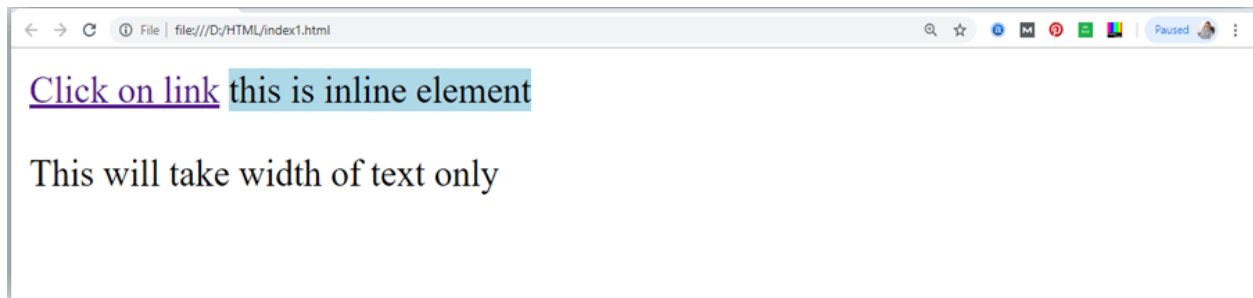 File file:///D:/HTML/index1.html Paused
Click on link this is inline element
This will take width of text only